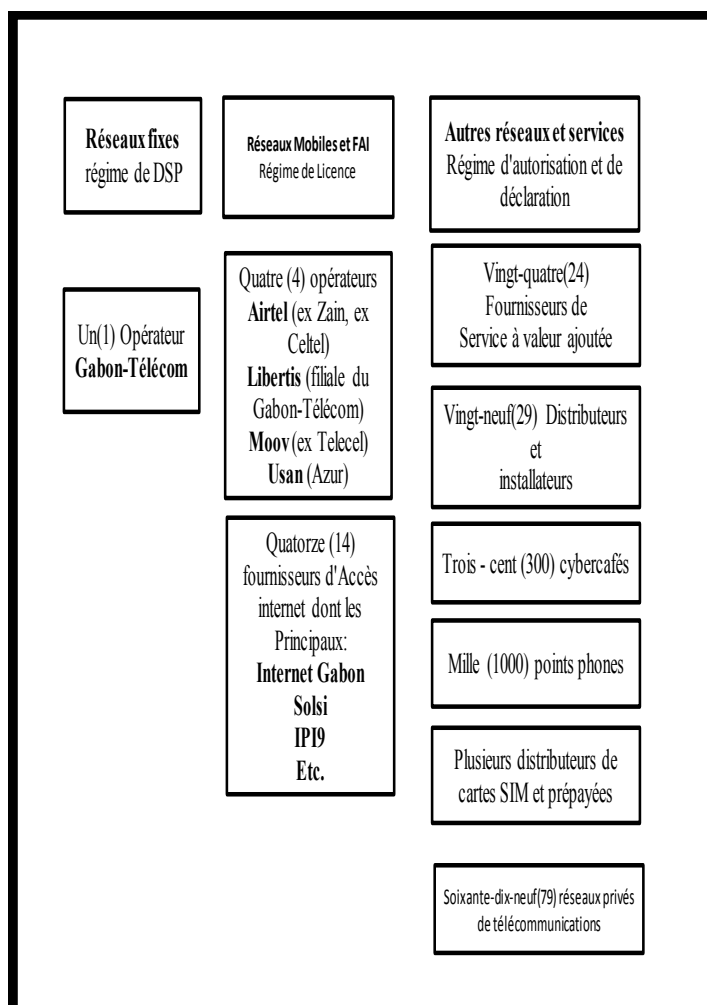 Réseaux fixes
régime de DSP
Un(1) Opérateur
Gabon-Télécom
Réseaux Mobiles et FAI
Régime de Licence
Quatre (4) opérateurs
Airtel (ex Zain, ex
Celtel)
Libertis (filiale du
Gabon-Télécom)
Moov (ex Telecel)
Usan (Azur)
Quatorze (14)
fournisseurs d'Accès
internet dont les
Principaux:
Internet Gabon
Solsi
IPI9
Etc.
Autres réseaux et services
Régime d'autorisation et de
déclaration
Vingt-quatre(24)
Fournisseurs de
Service à valeur ajoutée
Vingt-neuf(29) Distributeurs
et
installateurs
Trois - cent (300) cybercafés
Mille (1000) points phones
Plusieurs distributeurs de
cartes SIM et prépayées
Soixante-dix-neuf(79) réseaux privés
de télécommunications